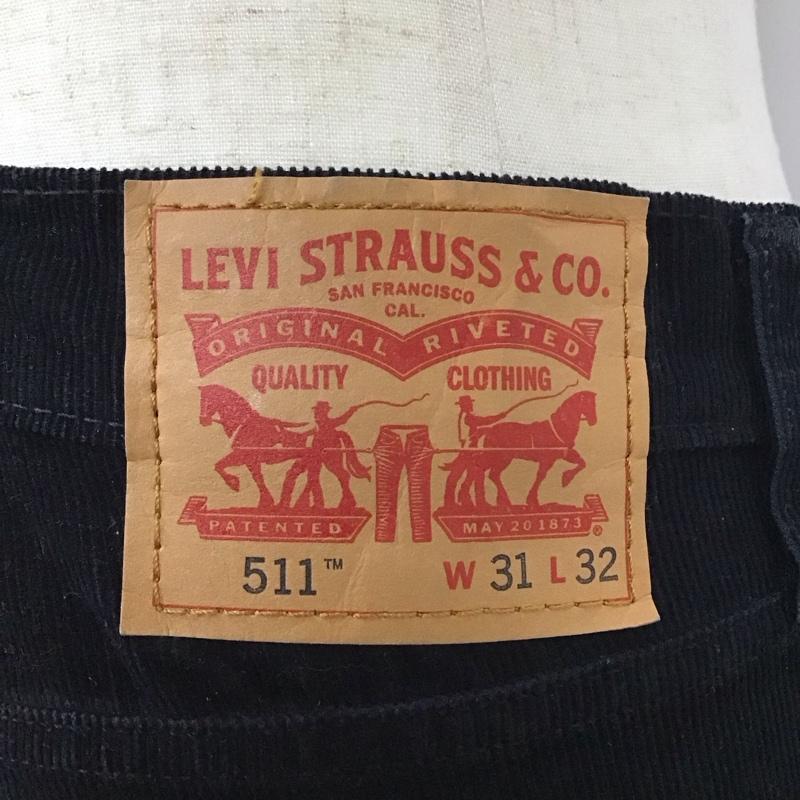 LEVI STRAUSS & CO.
SAN FRANCISCO
CAL.
ORIGINAL RIVETED
QUALITY CLOTHING
PATENTED MAY 20 1873 ®
511™ W 31 L 32